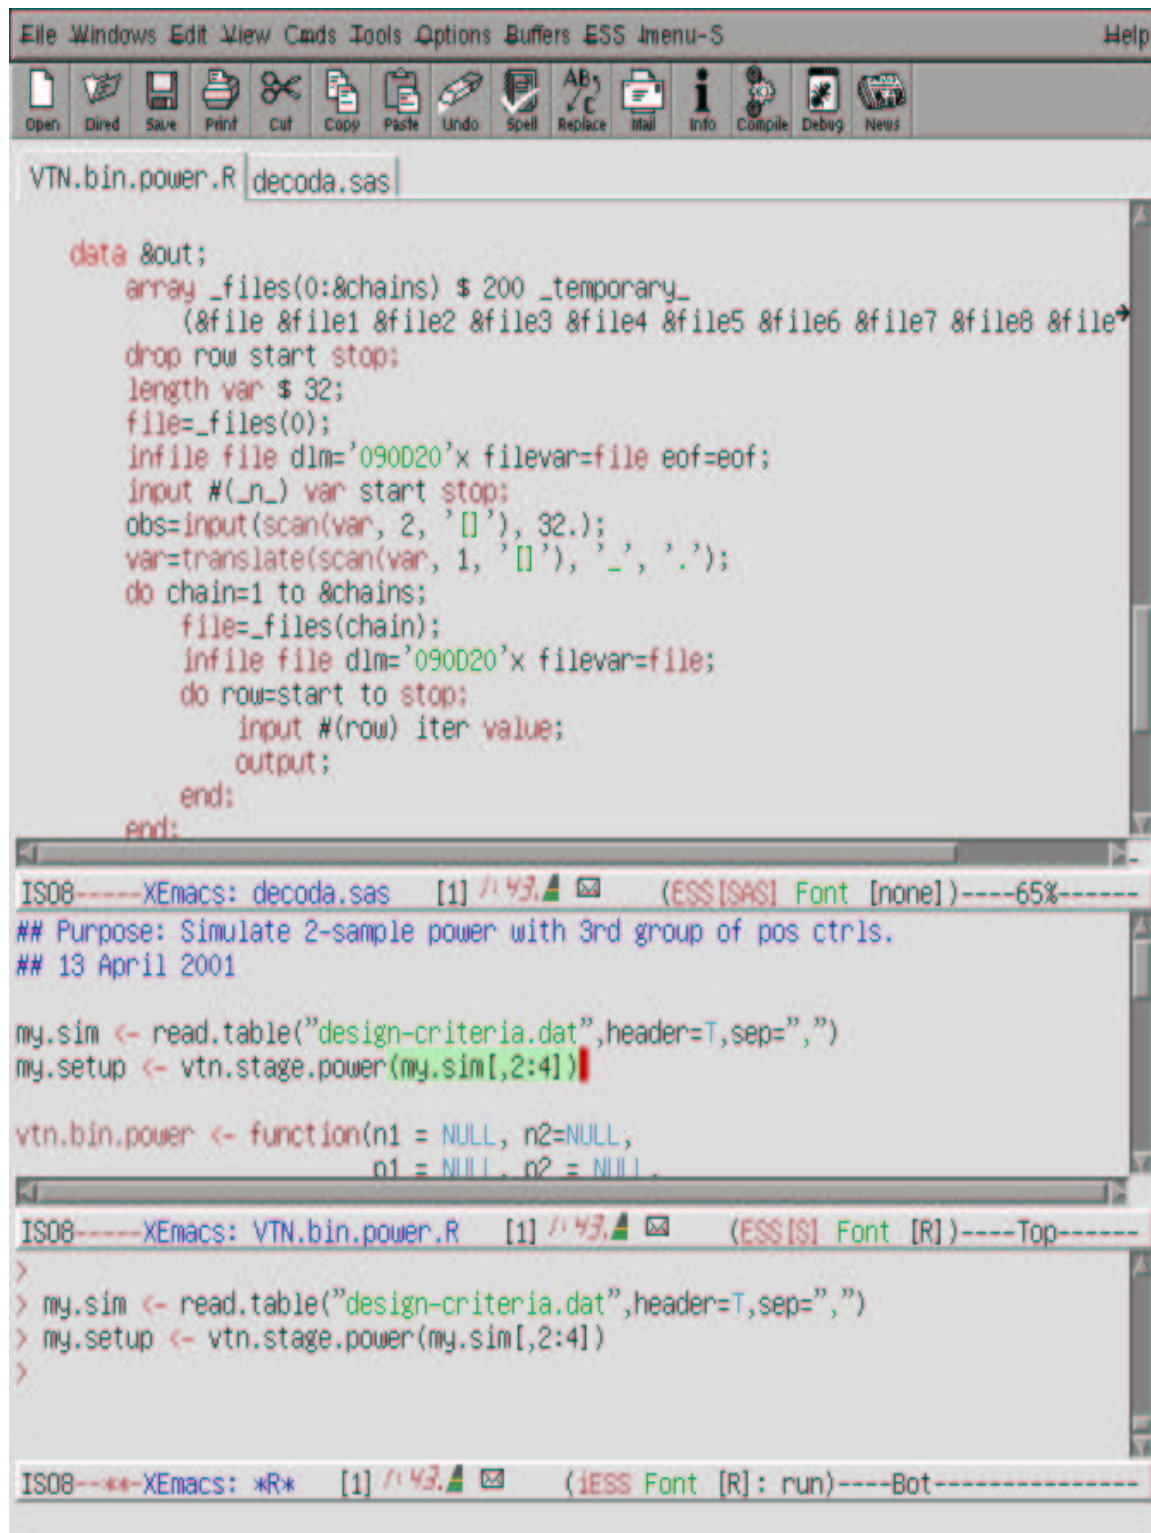 File Windows Edit View Cmds Tools Options Buffers ESS Imenu-S Help
Open Dired Save Print Cut Copy Paste Undo Spell Replace Mail Info Compile Debug News
VTN.bin.power.R decoda.sas
data &out;
array _files(0:&chains) $ 200 _temporary_
(&file &file1 &file2 &file3 &file4 &file5 &file6 &file7 &file8 &file
drop row start stop;
length var $ 32;
file=_files(0);
infile file dlm='090D20'x filevar=file eof=eof;
input #(_n_) var start stop;
obs=input(scan(var, 2, '[]'), 32.);
var=translate(scan(var, 1, '[]'), '_', '.');
do chain=1 to &chains;
file=_files(chain);
infile file dlm='090D20'x filevar=file;
do row=start to stop;
input #(row) iter value;
output;
end;
end;
ISO8-----XEmacs: decoda.sas [1] 1:43 (ESS[SAS] Font [none])----65%------
## Purpose: Simulate 2-sample power with 3rd group of pos ctrls.
## 13 April 2001
my.sim <- read.table("design-criteria.dat",header=T,sep=",")
my.setup <- vtn.stage.power(my.sim[,2:4])
vtn.bin.power <- function(n1 = NULL, n2=NULL,
n1 = NULL, n2 = NULL,
ISO8-----XEmacs: VTN.bin.power.R [1] 1:43 (ESS[S] Font [R])----Top------
>
> my.sim <- read.table("design-criteria.dat",header=T,sep=",")
> my.setup <- vtn.stage.power(my.sim[,2:4])
>
ISO8--**-XEmacs: *R* [1] 1:43 (iESS Font [R]: run)----Bot---------------